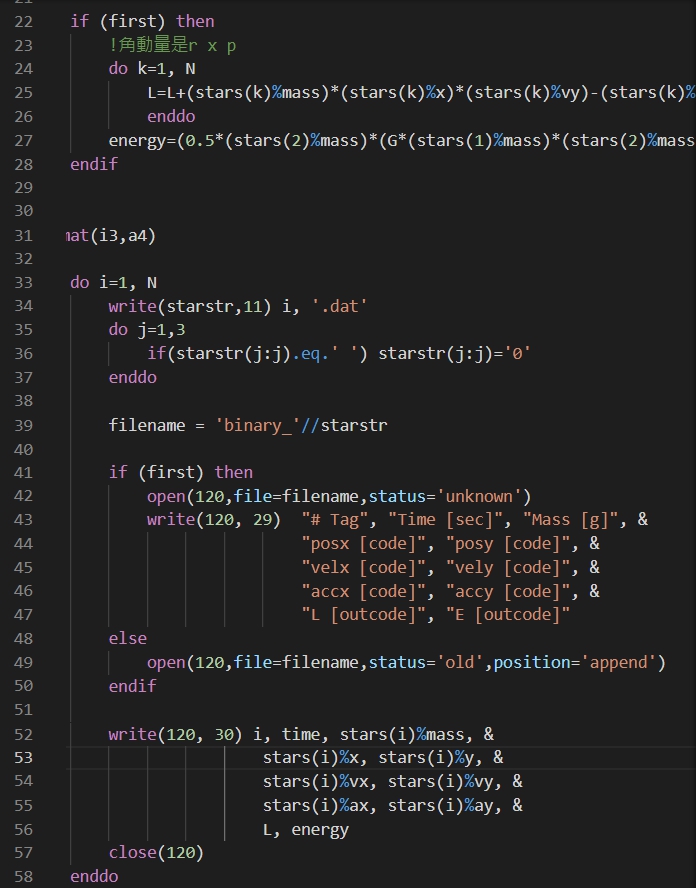 22 if (first) then
23 !角動量是r x p
24 do k=1, N
25 L=L+(stars(k)%mass)*(stars(k)%x)*(stars(k)%vy)-(stars(k)%
26 enddo
27 energy=(0.5*(stars(2)%mass)*(G*(stars(1)%mass)*(stars(2)%mass
28 endif
29
30
31 mat(i3,a4)
32
33 do i=1, N
34 write(starstr,11) i, '.dat'
35 do j=1,3
36 if(starstr(j:j).eq.' ') starstr(j:j)='0'
37 enddo
38
39 filename = 'binary_'//starstr
40
41 if (first) then
42 open(120,file=filename,status='unknown')
43 write(120, 29) "# Tag", "Time [sec]", "Mass [g]", &
44 "posx [code]", "posy [code]", &
45 "velx [code]", "vely [code]", &
46 "accx [code]", "accy [code]", &
47 "L [outcode]", "E [outcode]"
48 else
49 open(120,file=filename,status='old',position='append')
50 endif
51
52 write(120, 30) i, time, stars(i)%mass, &
53 stars(i)%x, stars(i)%y, &
54 stars(i)%vx, stars(i)%vy, &
55 stars(i)%ax, stars(i)%ay, &
56 L, energy
57 close(120)
58 enddo